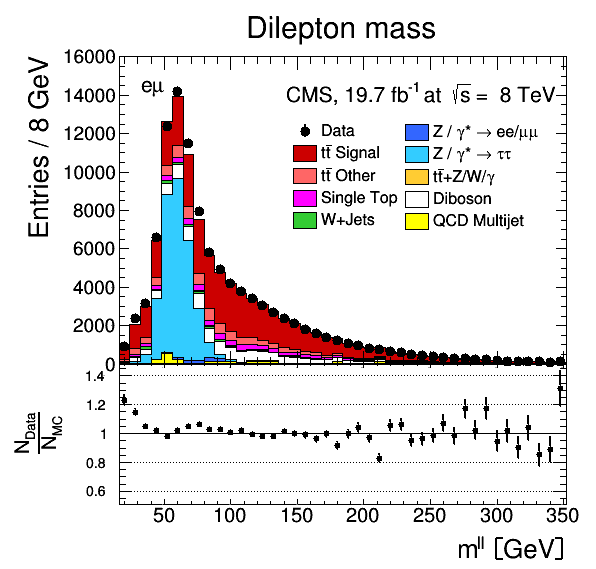 Dilepton mass
Entries / 8 GeV
16000
14000
12000
10000
8000
6000
4000
2000
0
eμ
CMS, 19.7 fb⁻¹ at √s = 8 TeV
Data
tt̄ Signal
tt̄ Other
Single Top
W+Jets
Z / γ* → ee/μμ
Z / γ* → ττ
tt̄+Z/W/γ
Diboson
QCD Multijet
N_Data
N_MC
1.4
1.2
1
0.8
0.6
50 100 150 200 250 300 350
m^ll [GeV]